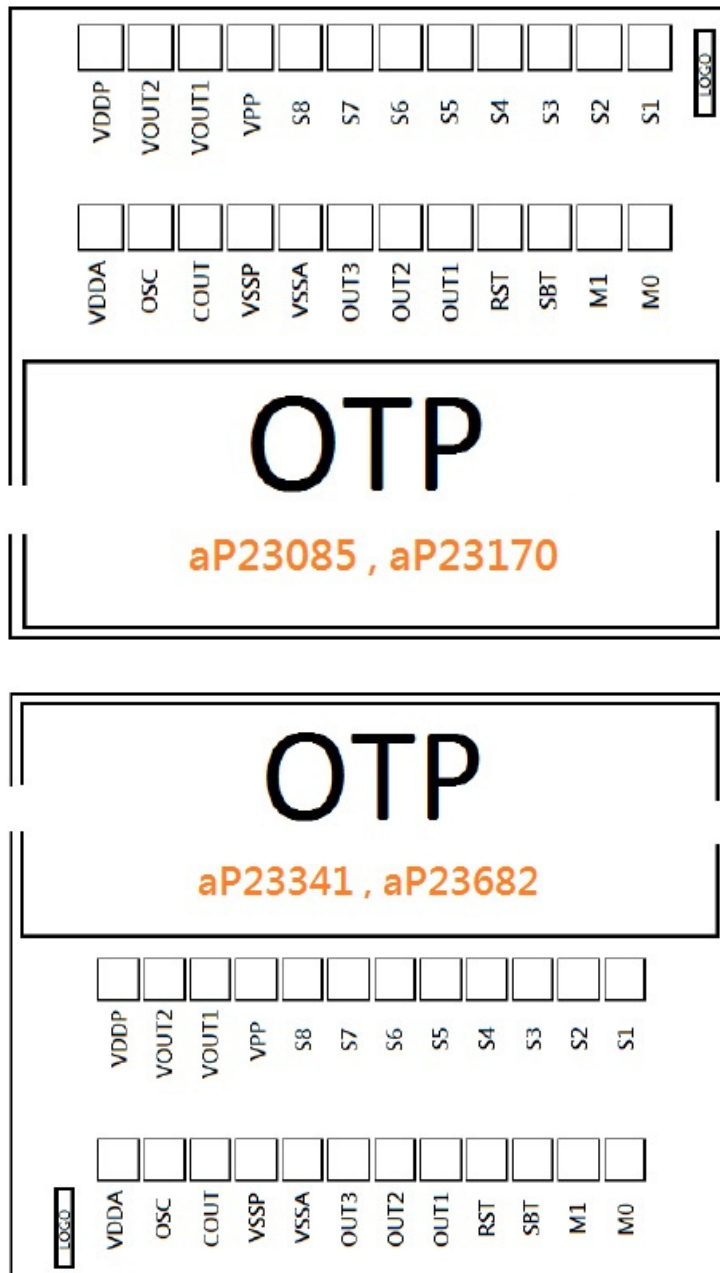 LOGO
VDDP VOUT2 VOUT1 VPP S8 S7 S6 S5 S4 S3 S2 S1
VDDA OSC COUT VSSP VSSA OUT3 OUT2 OUT1 RST SBT M1 M0
OTP
aP23085 , aP23170
OTP
aP23341 , aP23682
VDDP VOUT2 VOUT1 VPP S8 S7 S6 S5 S4 S3 S2 S1
VDDA OSC COUT VSSP VSSA OUT3 OUT2 OUT1 RST SBT M1 M0
LOGO